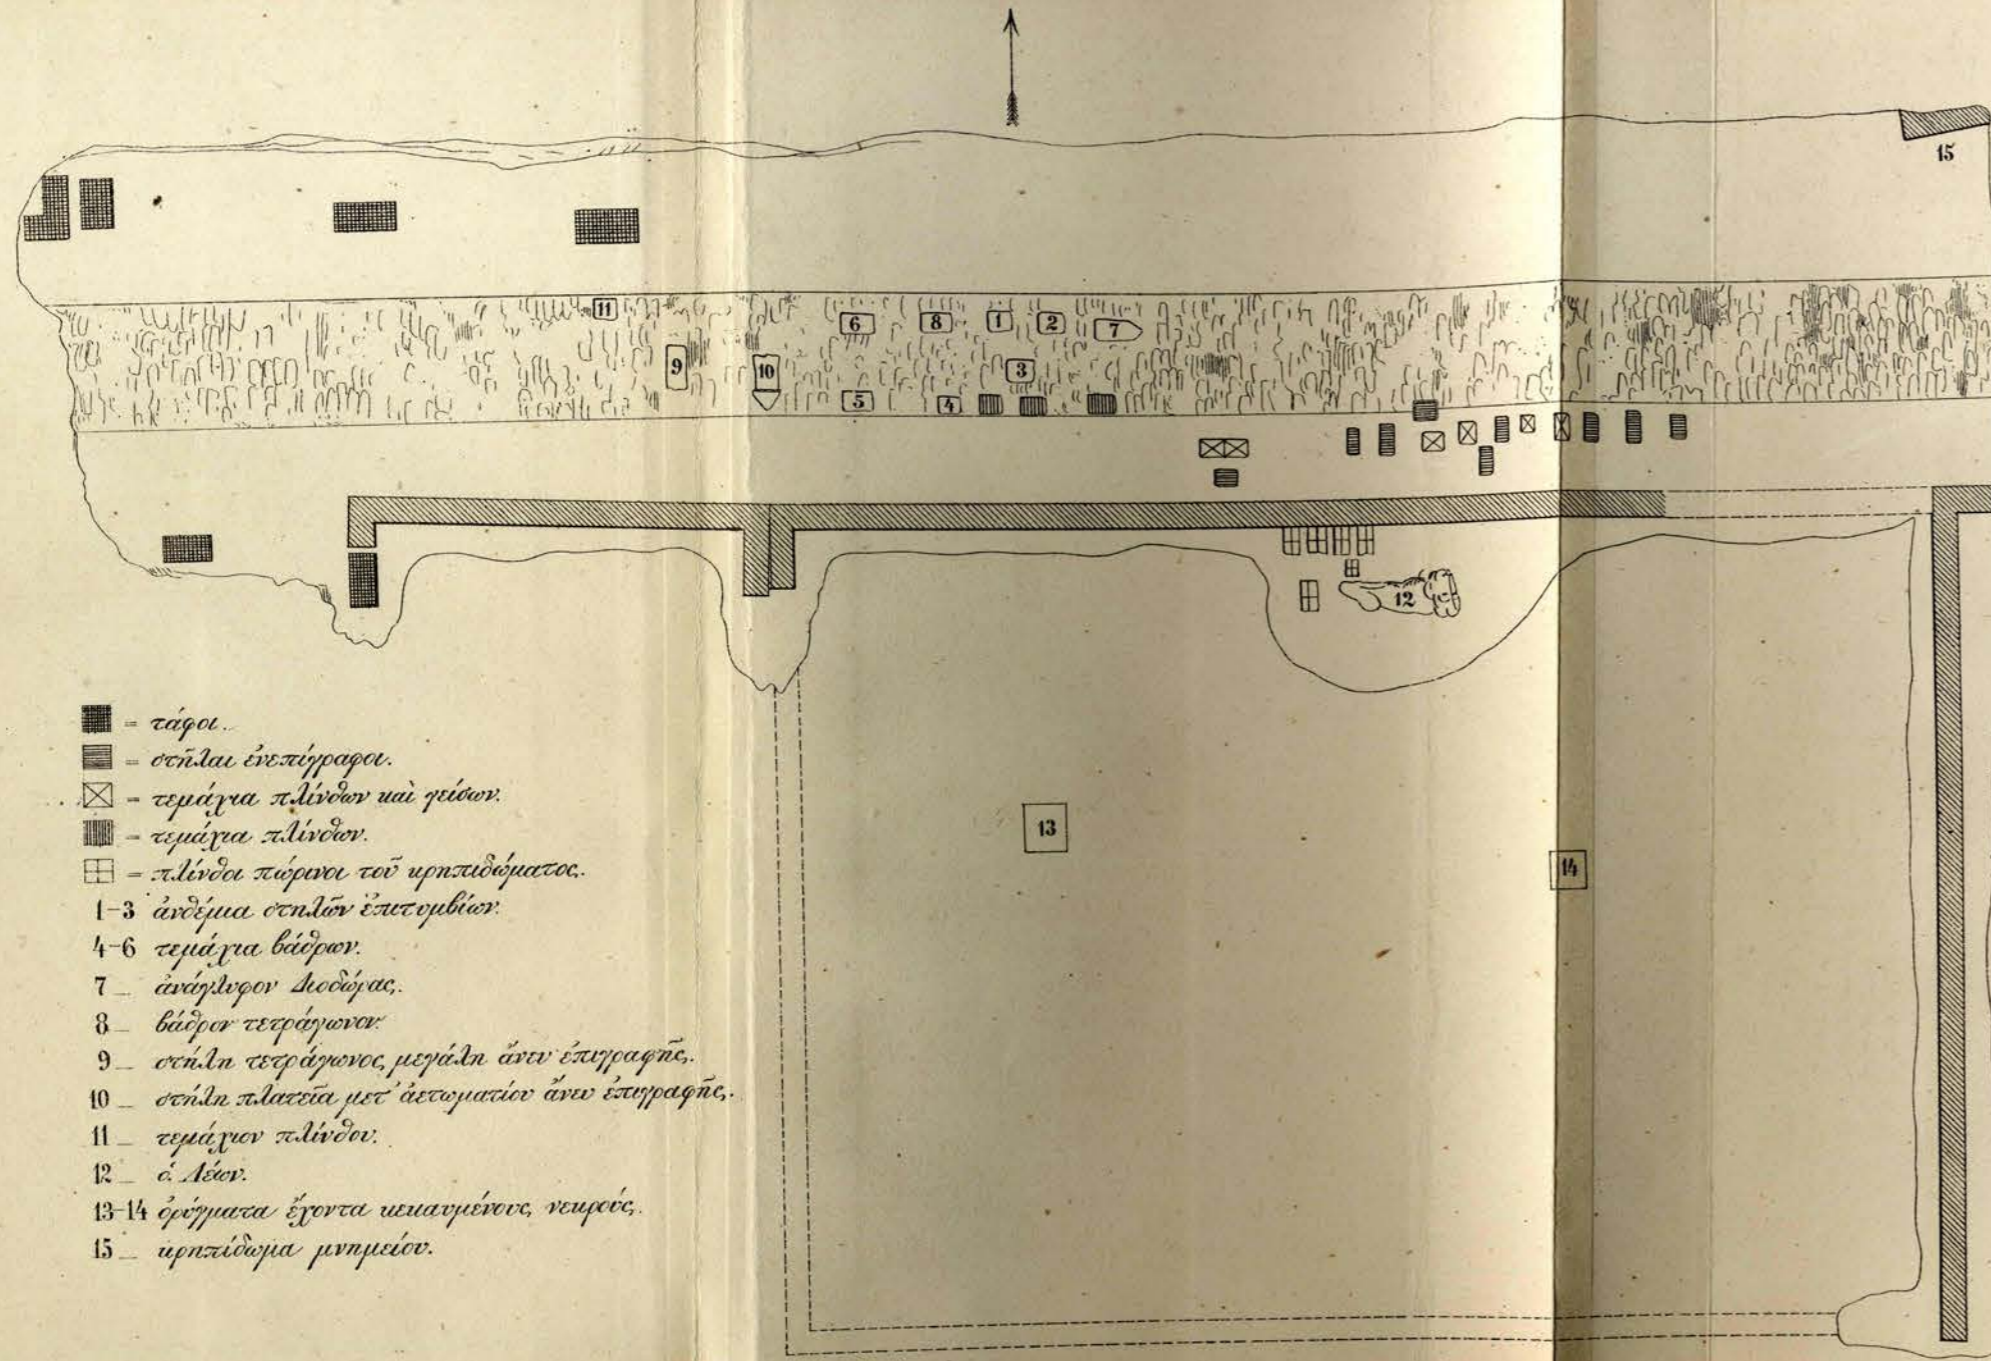 15
11
6
8
1
2
7
9
10
3
5
4
12
13
14
= τάφοι.
= στῆλαι ἐνεπίγραφοι.
= τεμάχια πλίνθων καὶ γείσων.
= τεμάχια πλίνθων.
= πλίνθοι πώρινοι τοῦ κρηπιδώματος.
1-3 ἀνθέμια στηλῶν ἐπιτυμβίων.
4-6 τεμάχια βάθρων.
7 _ ἀνάγλυφον Διοδώρας.
8 _ βάθρον τετράγωνον.
9 _ στήλη τετράγωνος μεγάλη ἄνευ ἐπιγραφῆς.
10 _ στήλη πλατεῖα μετ' ἀετωματίου ἄνευ ἐπιγραφῆς.
11 _ τεμάχιον πλίνθου.
12 _ ὁ Λέων.
13-14 ὀρύγματα ἔχοντα κεκαυμένους νεκρούς.
15 _ κρηπίδωμα μνημείου.